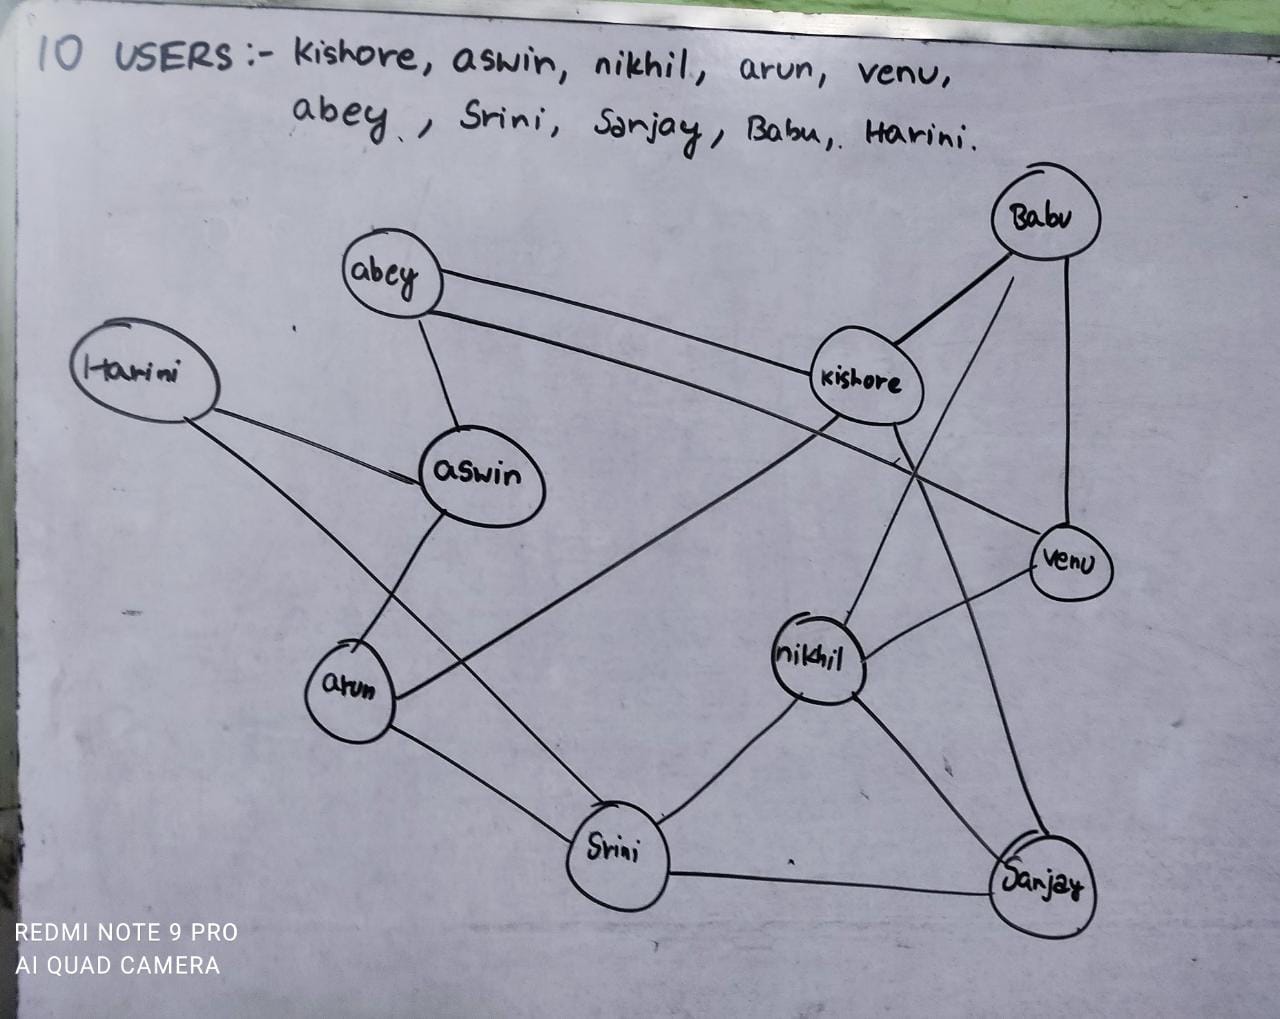 10 USERS :- Kishore, aswin, nikhil, arun, venu,
abey, Srini, Sanjay, Babu, Harini.
Babu
abey
Harini
Kishore
aswin
venu
nikhil
arun
Srini
Sanjay
REDMI NOTE 9 PRO
AI QUAD CAMERA